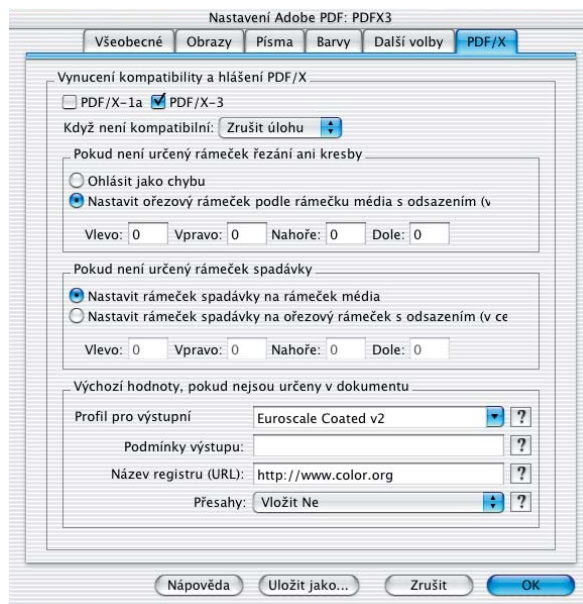 Nastavení Adobe PDF: PDFX3
Všeobecné Obrazy Písma Barvy Další volby PDF/X
Vynucení kompatibility a hlášení PDF/X
PDF/X-1a PDF/X-3
Když není kompatibilní: Zrušit úlohu
Pokud není určený rámeček řezání ani kresby
Ohlásit jako chybu
Nastavit ořezový rámeček podle rámečku média s odsazením (v
Vlevo: 0 Vpravo: 0 Nahoře: 0 Dole: 0
Pokud není určený rámeček spadávky
Nastavit rámeček spadávky na rámeček média
Nastavit rámeček spadávky na ořezový rámeček s odsazením (v ce
Vlevo: 0 Vpravo: 0 Nahoře: 0 Dole: 0
Výchozí hodnoty, pokud nejsou určeny v dokumentu
Profil pro výstupní Euroscale Coated v2 ?
Podmínky výstupu: ?
Název registru (URL): http://www.color.org ?
Přesahy: Vložit Ne ?
Nápověda Uložit jako... Zrušit OK